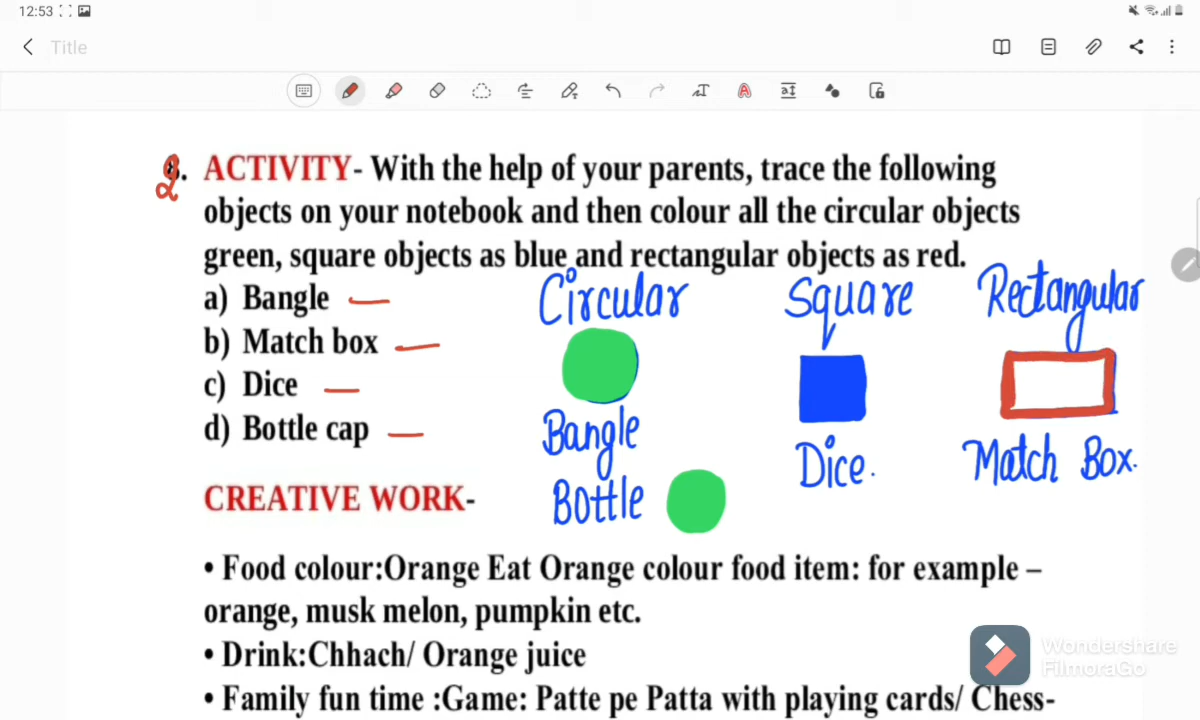 12:53
Title
2. ACTIVITY- With the help of your parents, trace the following
objects on your notebook and then colour all the circular objects
green, square objects as blue and rectangular objects as red.
a) Bangle
b) Match box
c) Dice
d) Bottle cap
Circular
Square
Rectangular
Bangle
Dice.
Match Box.
Bottle
CREATIVE WORK-
• Food colour:Orange Eat Orange colour food item: for example –
orange, musk melon, pumpkin etc.
• Drink:Chhach/ Orange juice
• Family fun time :Game: Patte pe Patta with playing cards/ Chess-
Wondershare
FilmoraGo